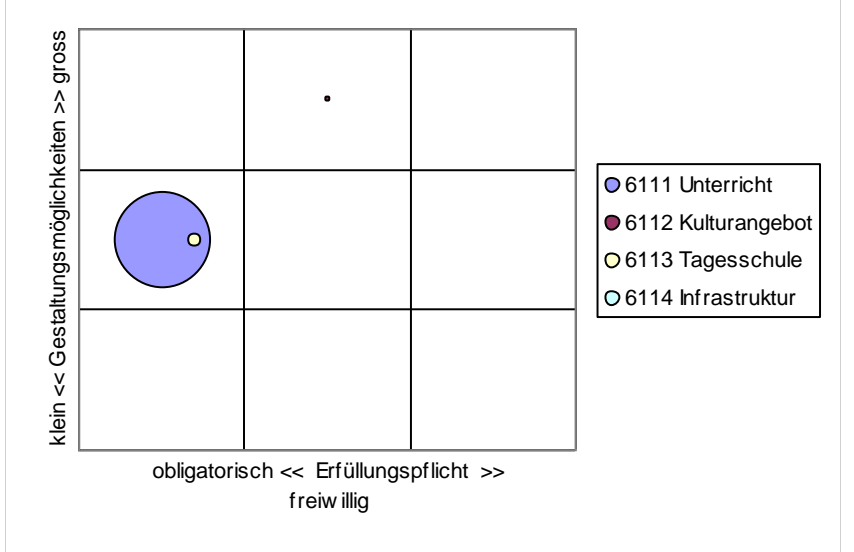 klein << Gestaltungsmöglichkeiten >> gross
6111 Unterricht
6112 Kulturangebot
6113 Tagesschule
6114 Infrastruktur
obligatorisch << Erfüllungspflicht >>
freiwillig